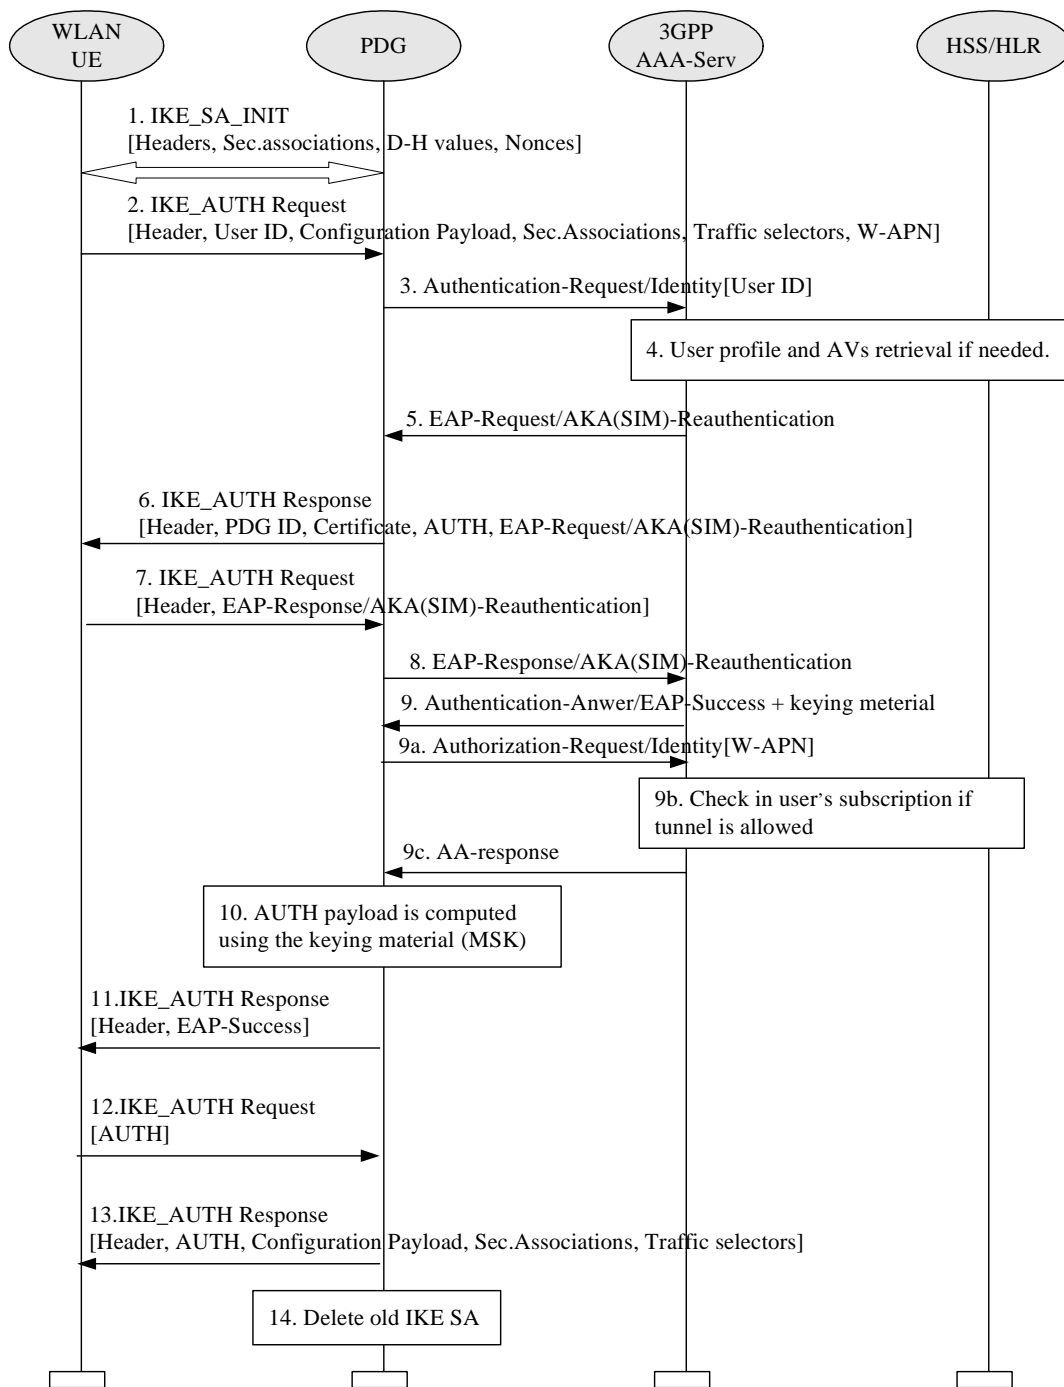 WLAN
UE
PDG
3GPP
AAA-Serv
HSS/HLR
1. IKE_SA_INIT
[Headers, Sec.associations, D-H values, Nonces]
2. IKE_AUTH Request
[Header, User ID, Configuration Payload, Sec.Associations, Traffic selectors, W-APN]
3. Authentication-Request/Identity[User ID]
4. User profile and AVs retrieval if needed.
5. EAP-Request/AKA(SIM)-Reauthentication
6. IKE_AUTH Response
[Header, PDG ID, Certificate, AUTH, EAP-Request/AKA(SIM)-Reauthentication]
7. IKE_AUTH Request
[Header, EAP-Response/AKA(SIM)-Reauthentication]
8. EAP-Response/AKA(SIM)-Reauthentication
9. Authentication-Anwer/EAP-Success + keying meterial
9a. Authorization-Request/Identity[W-APN]
9b. Check in user's subscription if
tunnel is allowed
9c. AA-response
10. AUTH payload is computed
using the keying material (MSK)
11.IKE_AUTH Response
[Header, EAP-Success]
12.IKE_AUTH Request
[AUTH]
13.IKE_AUTH Response
[Header, AUTH, Configuration Payload, Sec.Associations, Traffic selectors]
14. Delete old IKE SA